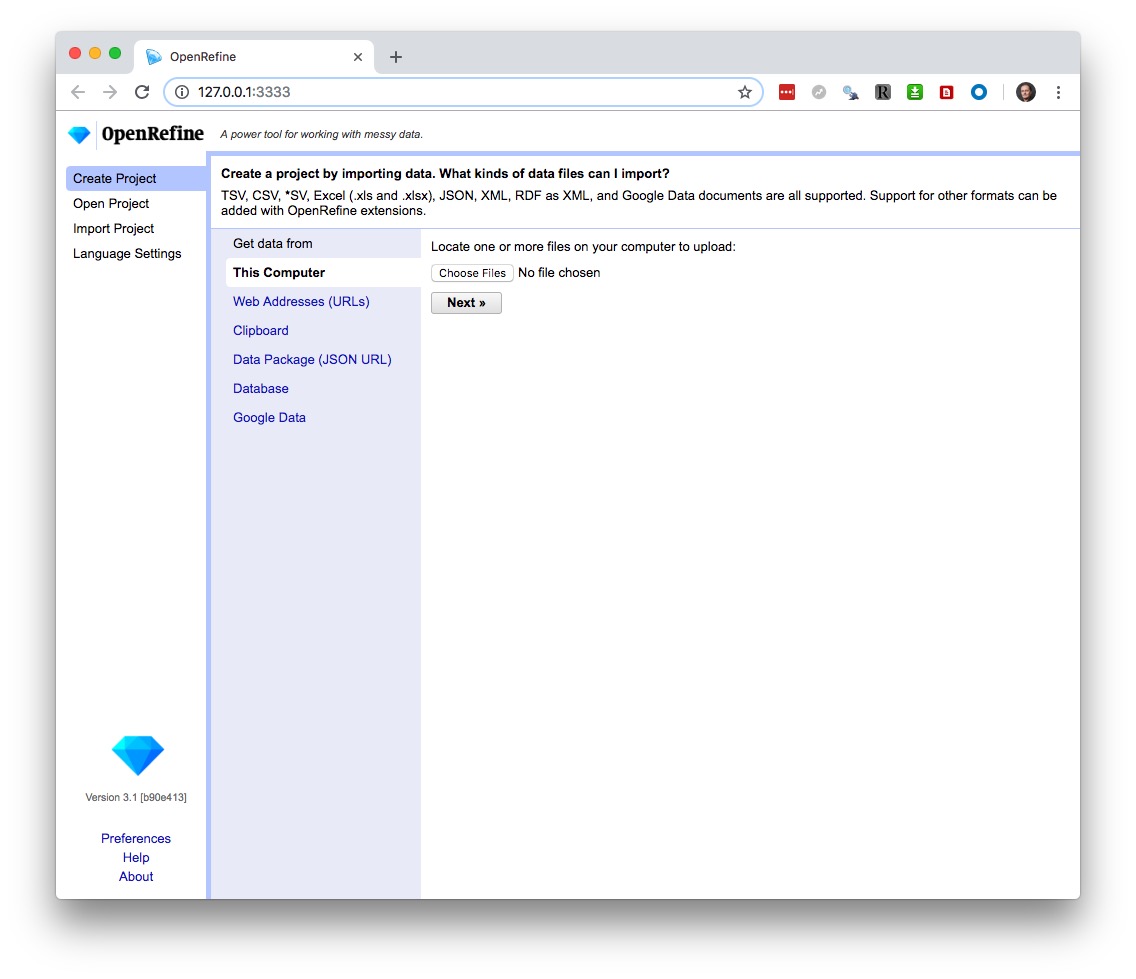 OpenRefine
127.0.0.1:3333
R
OpenRefine
A power tool for working with messy data.
Create Project
Open Project
Import Project
Language Settings
Create a project by importing data. What kinds of data files can I import?
TSV, CSV, *SV, Excel (.xls and .xlsx), JSON, XML, RDF as XML, and Google Data documents are all supported. Support for other formats can be
added with OpenRefine extensions.
Get data from
This Computer
Web Addresses (URLs)
Clipboard
Data Package (JSON URL)
Database
Google Data
Locate one or more files on your computer to upload:
Choose Files No file chosen
Next »
Version 3.1 [b90e413]
Preferences
Help
About